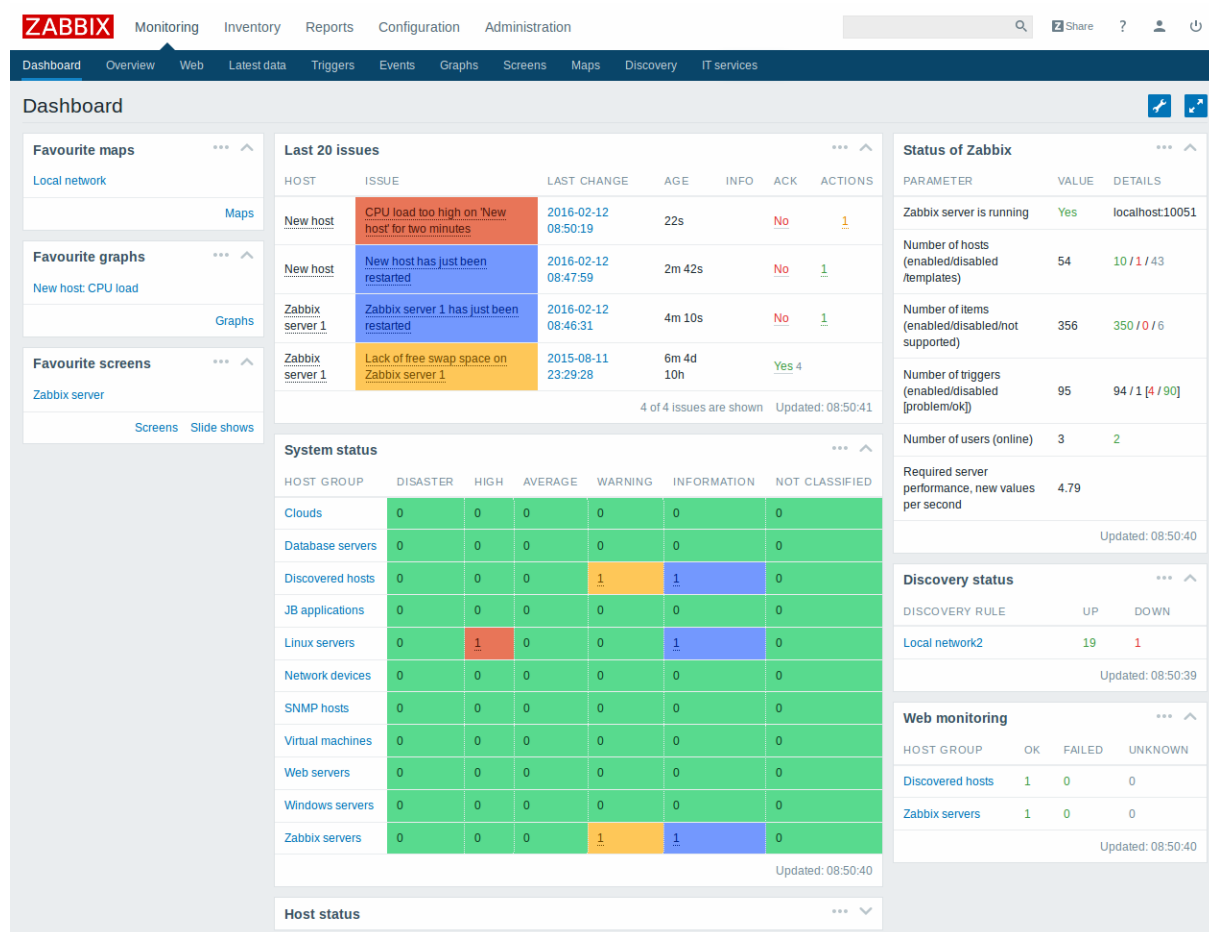 ZABBIX Monitoring Inventory Reports Configuration Administration Z Share ?
Dashboard Overview Web Latest data Triggers Events Graphs Screens Maps Discovery IT services
Dashboard
Favourite maps
Local network
Maps
Favourite graphs
New host: CPU load
Graphs
Favourite screens
Zabbix server
Screens Slide shows
Last 20 issues
HOST ISSUE LAST CHANGE AGE INFO ACK ACTIONS
New host CPU load too high on 'New 2016-02-12 22s No 1
host' for two minutes 08:50:19
New host New host has just been 2016-02-12 2m 42s No 1
restarted 08:47:59
Zabbix Zabbix server 1 has just been 2016-02-12 4m 10s No 1
server 1 restarted 08:46:31
Zabbix Lack of free swap space on 2015-08-11 6m 4d Yes 4
server 1 Zabbix server 1 23:29:28 10h
4 of 4 issues are shown Updated: 08:50:41
System status
HOST GROUP DISASTER HIGH AVERAGE WARNING INFORMATION NOT CLASSIFIED
Clouds 0 0 0 0 0 0
Database servers 0 0 0 0 0 0
Discovered hosts 0 0 0 1 1 0
JB applications 0 0 0 0 0 0
Linux servers 0 1 0 0 1 0
Network devices 0 0 0 0 0 0
SNMP hosts 0 0 0 0 0 0
Virtual machines 0 0 0 0 0 0
Web servers 0 0 0 0 0 0
Windows servers 0 0 0 0 0 0
Zabbix servers 0 0 0 1 1 0
Updated: 08:50:40
Host status
Status of Zabbix
PARAMETER VALUE DETAILS
Zabbix server is running Yes localhost:10051
Number of hosts
(enabled/disabled 54 10 / 1 / 43
/templates)
Number of items
(enabled/disabled/not 356 350 / 0 / 6
supported)
Number of triggers
(enabled/disabled 95 94 / 1 [4 / 90]
[problem/ok])
Number of users (online) 3 2
Required server
performance, new values 4.79
per second
Updated: 08:50:40
Discovery status
DISCOVERY RULE UP DOWN
Local network2 19 1
Updated: 08:50:39
Web monitoring
HOST GROUP OK FAILED UNKNOWN
Discovered hosts 1 0 0
Zabbix servers 1 0 0
Updated: 08:50:40